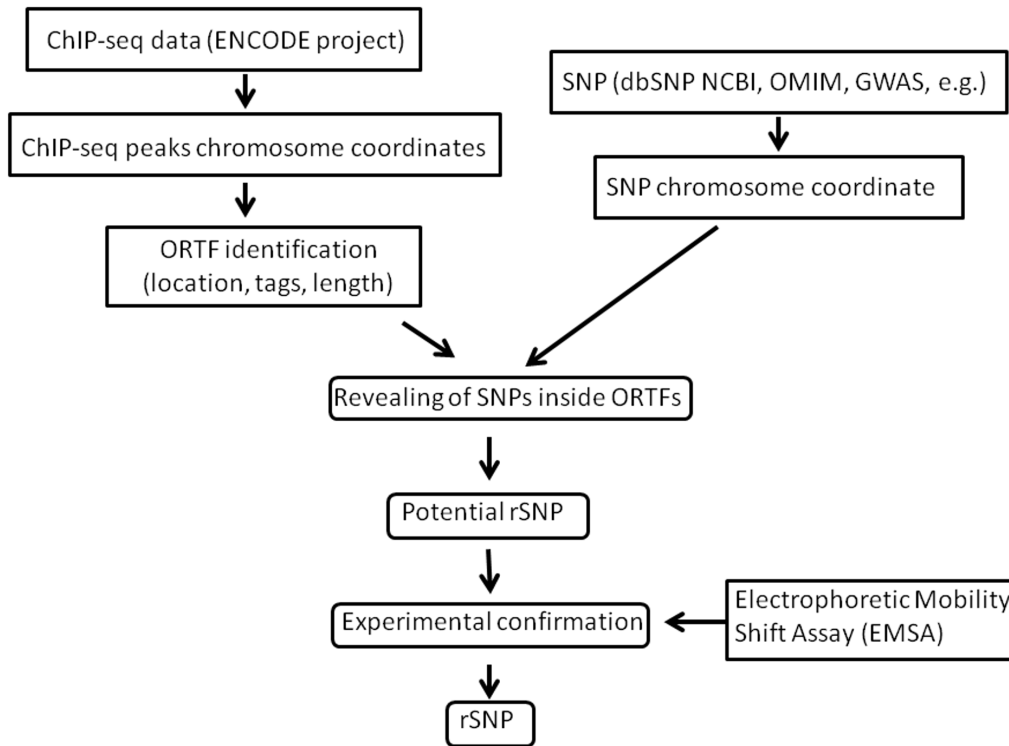 ChIP-seq data (ENCODE project)
ChIP-seq peaks chromosome coordinates
ORTF identification
(location, tags, length)
SNP (dbSNP NCBI, OMIM, GWAS, e.g.)
SNP chromosome coordinate
Revealing of SNPs inside ORTFs
Potential rSNP
Experimental confirmation
Electrophoretic Mobility
Shift Assay (EMSA)
rSNP